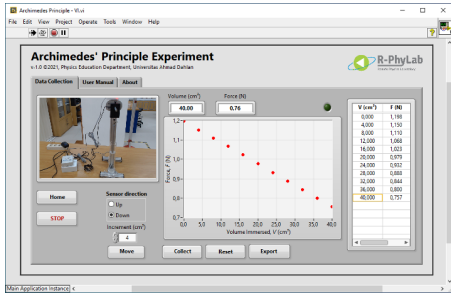 Archimedes Principle - VI.vi
File Edit View Project Operate Tools Window Help
Archimedes' Principle Experiment
v.1.0 ©2021, Physics Education Department, Universitas Ahmad Dahlan
R-PhyLab
Data Collection User Manual About
Volume (cm³) Force (N)
40,00 0,76
Force, F (N)
1,2
1,1
1,0
0,9
0,8
0,7
0,0 5,0 10,0 15,0 20,0 25,0 30,0 35,0 40,0
Volume Immersed, V (cm³)
V (cm³) F (N)
0,000 1,198
4,000 1,150
8,000 1,110
12,000 1,068
16,000 1,023
20,000 0,979
24,000 0,932
28,000 0,888
32,000 0,844
36,000 0,800
40,000 0,757
Home
STOP
Sensor direction
Up
Down
Increment (cm³)
4
Move
Collect Reset Export
Main Application Instance